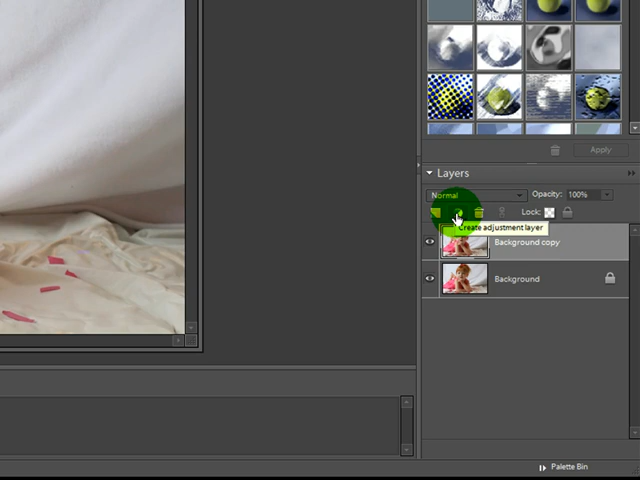 Apply
Layers
Normal
Opacity: 100%
Lock:
Create adjustment layer
Background copy
Background
Palette Bin